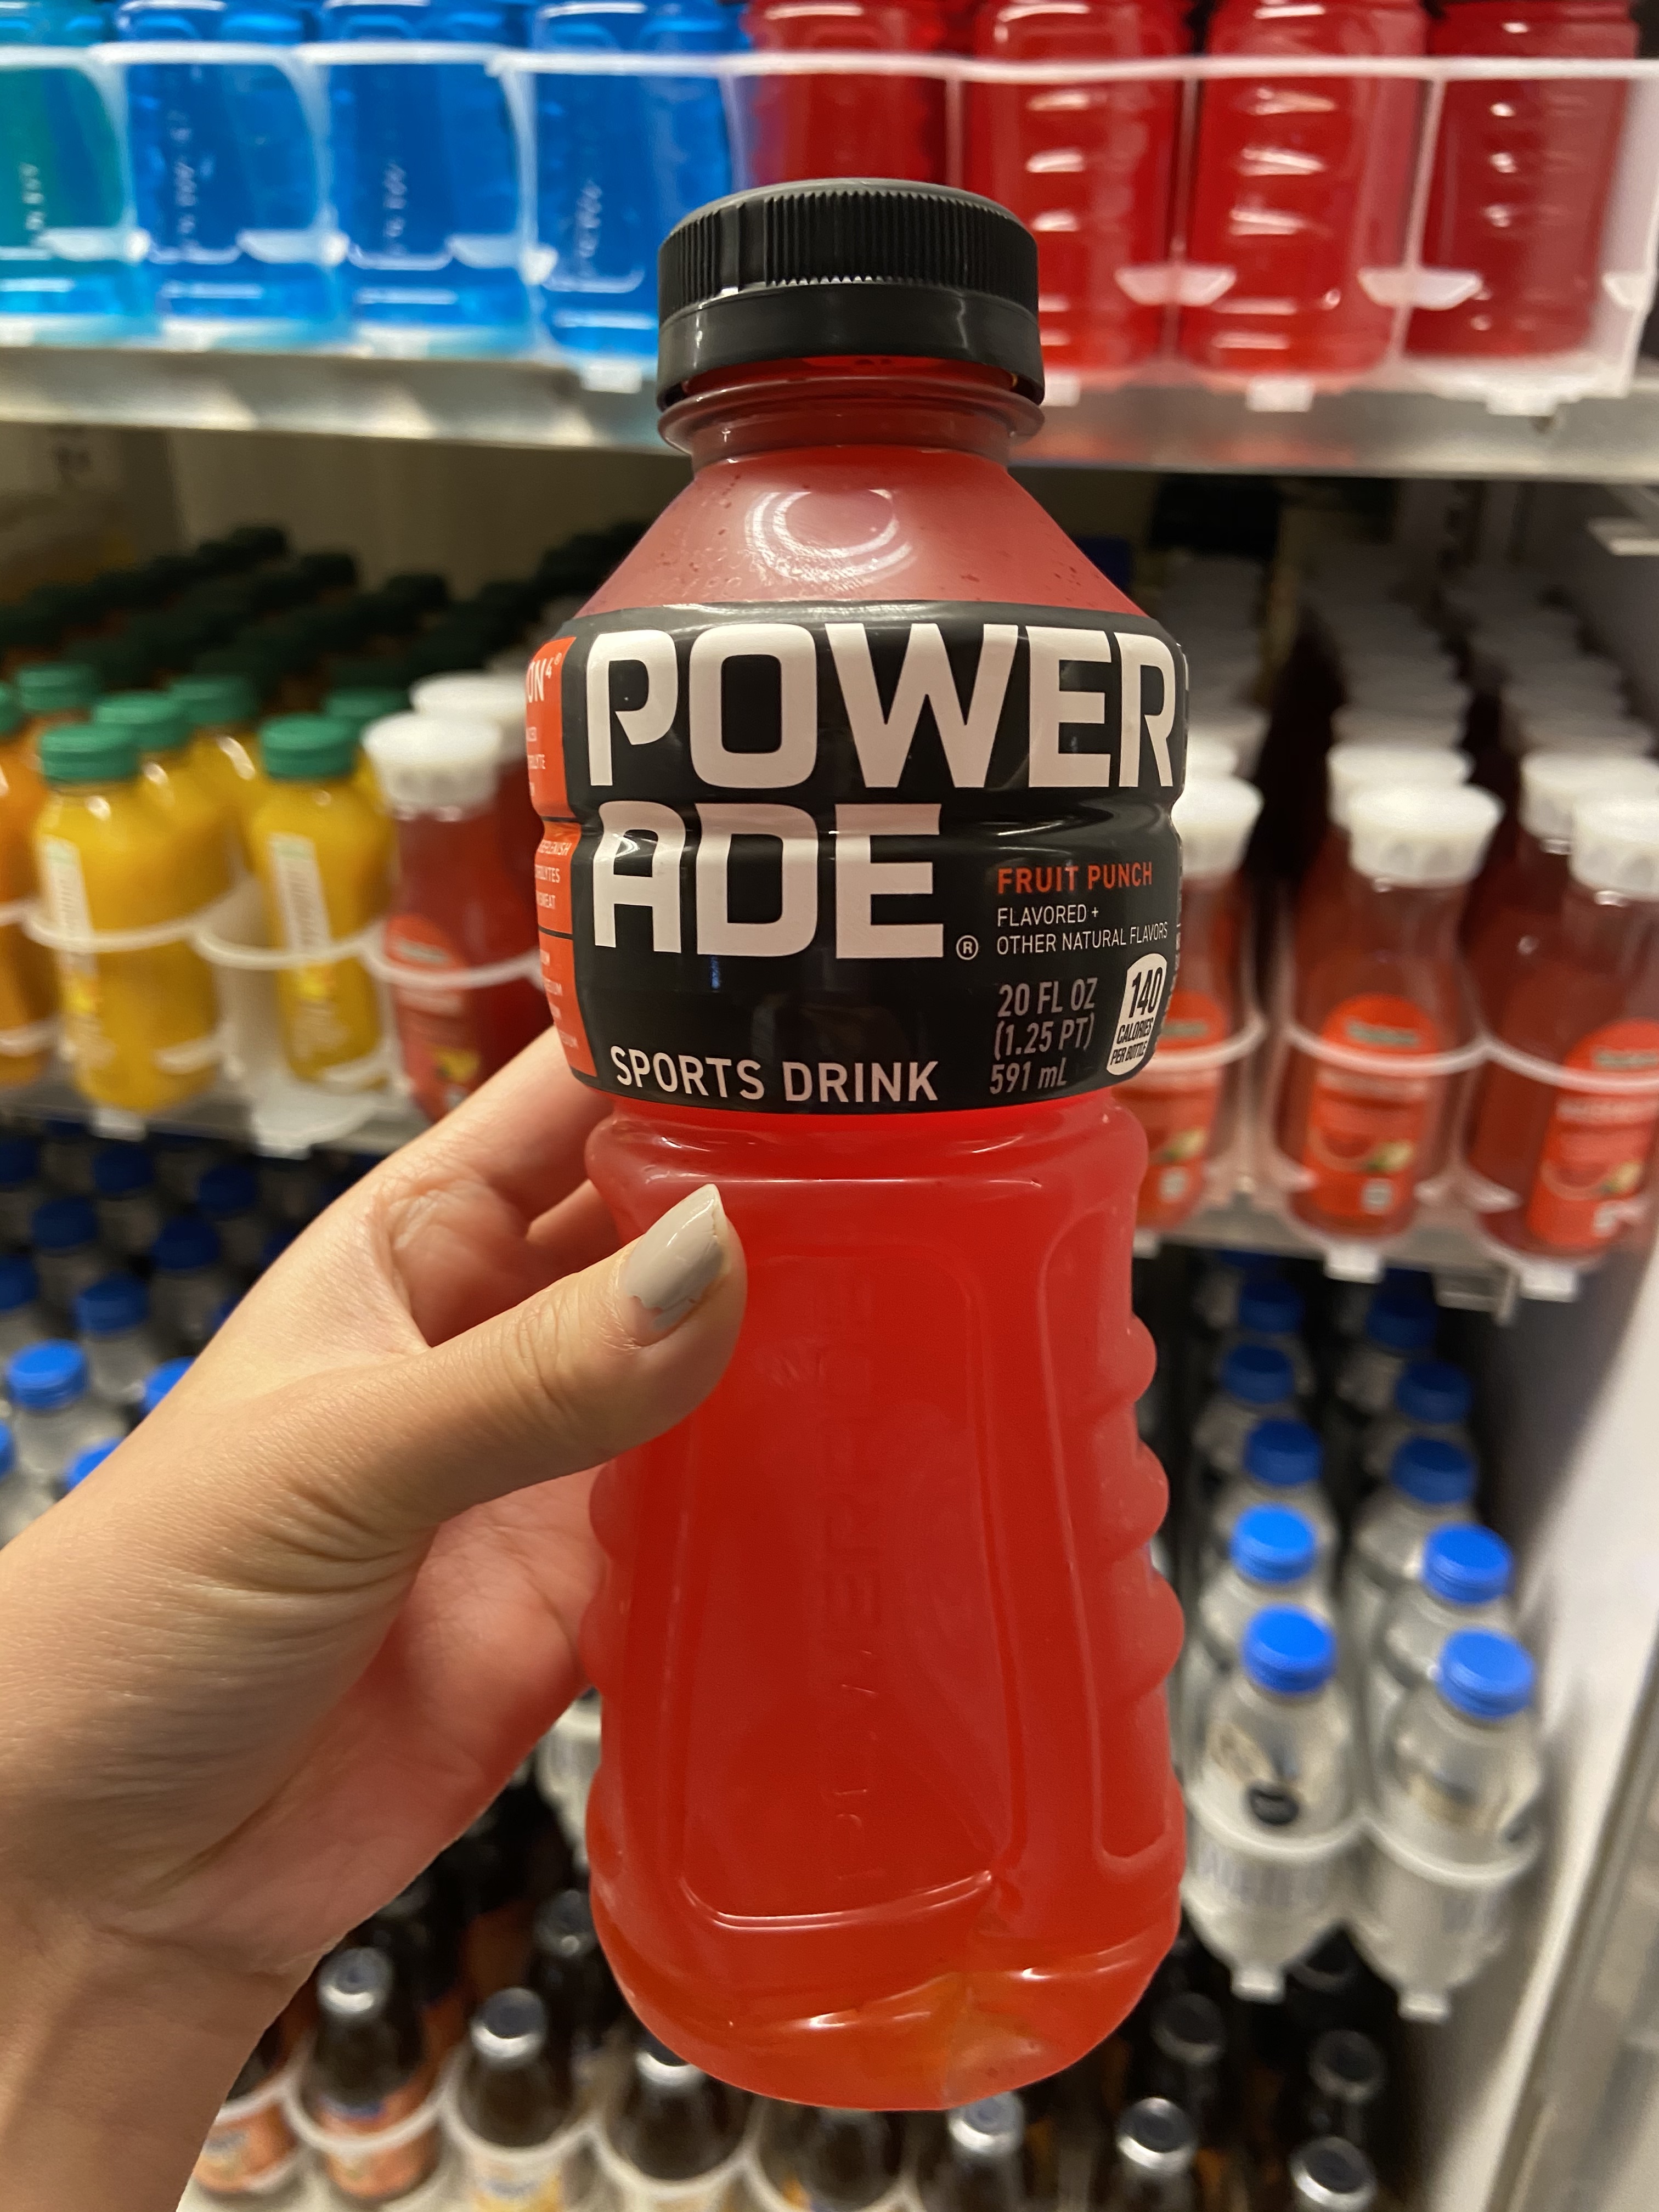 ION4®
POWER
ADE®
FRUIT PUNCH
FLAVORED +
OTHER NATURAL FLAVORS
20 FL OZ
(1.25 PT)
591 mL
140
CALORIES
PER BOTTLE
SPORTS DRINK